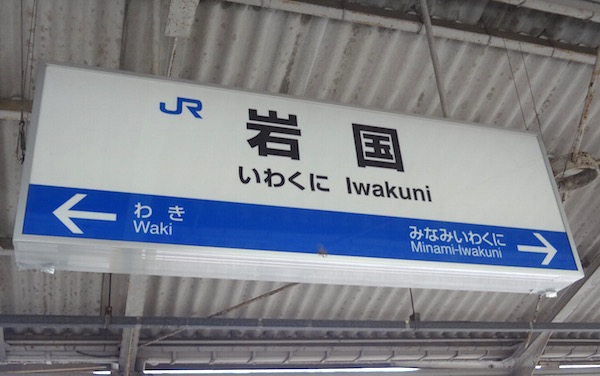 JR
岩国
いわくに Iwakuni
← わき みなみいわくに →
Waki Minami-Iwakuni